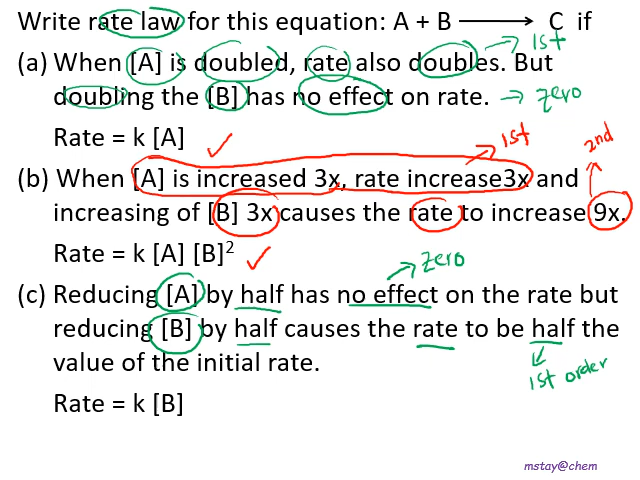 Write rate law for this equation: A + B ⟶ C if
1st
(a) When [A] is doubled, rate also doubles. But
doubling the [B] has no effect on rate. → zero
Rate = k [A] ✓
1st
2nd
(b) When [A] is increased 3x, rate increase3x and
increasing of [B] 3x causes the rate to increase 9x.
Rate = k [A] [B]² ✓
zero
(c) Reducing [A] by half has no effect on the rate but
reducing [B] by half causes the rate to be half the
value of the initial rate.
1st order
Rate = k [B]
mstay@chem